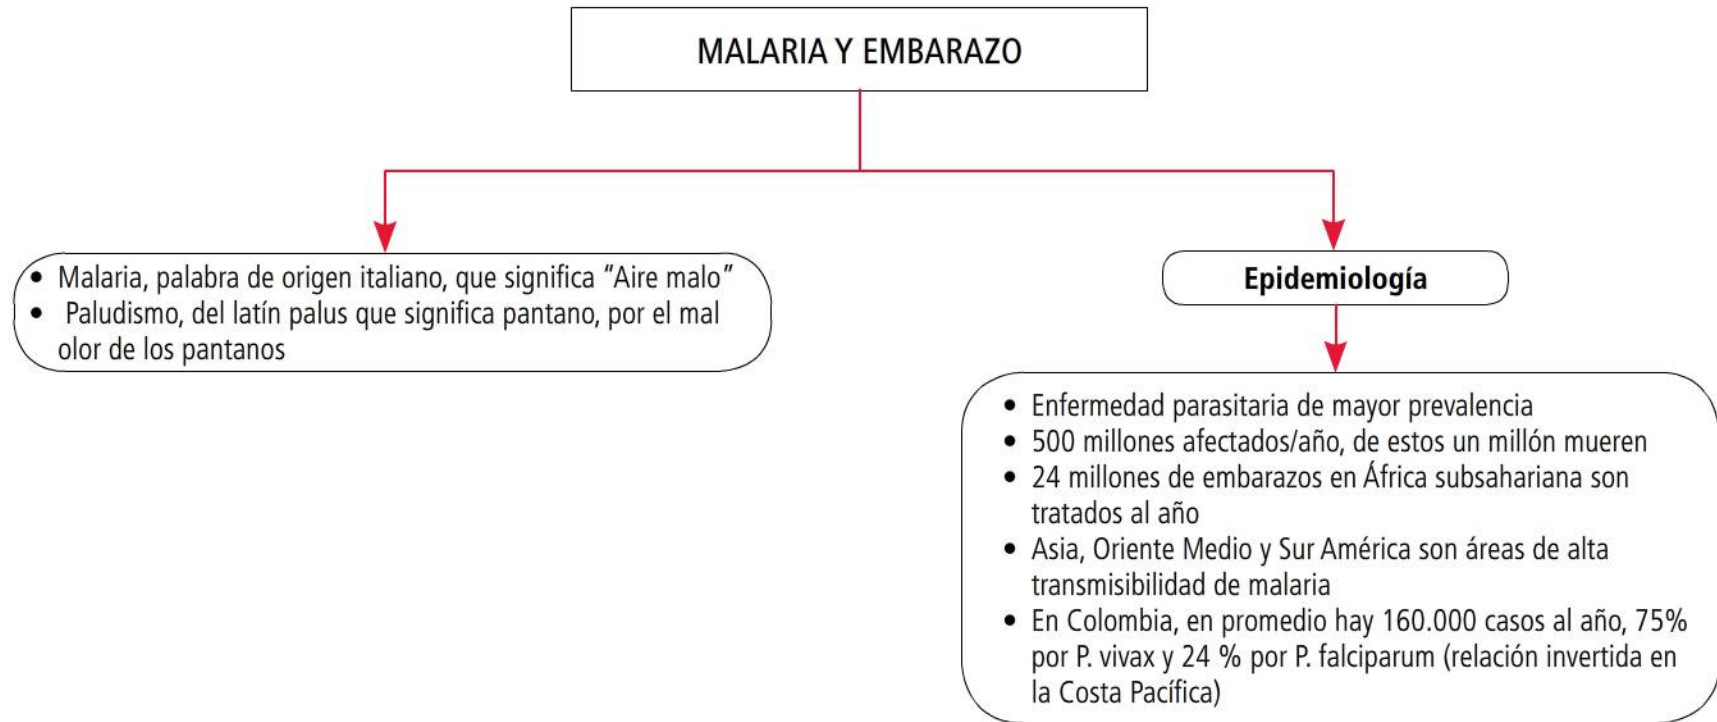 MALARIA Y EMBARAZO
• Malaria, palabra de origen italiano, que significa “Aire malo”
• Paludismo, del latín palus que significa pantano, por el mal
olor de los pantanos
Epidemiología
• Enfermedad parasitaria de mayor prevalencia
• 500 millones afectados/año, de estos un millón mueren
• 24 millones de embarazos en África subsahariana son
tratados al año
• Asia, Oriente Medio y Sur América son áreas de alta
transmisibilidad de malaria
• En Colombia, en promedio hay 160.000 casos al año, 75%
por P. vivax y 24 % por P. falciparum (relación invertida en
la Costa Pacífica)